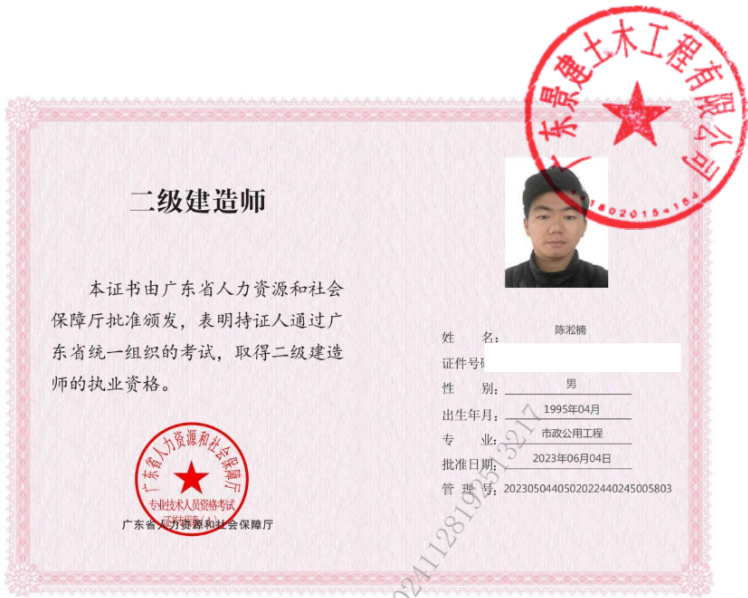 广东景建土木工程有限公司
18020154154
二级建造师
本证书由广东省人力资源和社会
保障厅批准颁发，表明持证人通过广
东省统一组织的考试，取得二级建造
师的执业资格。
广东省人力资源和社会保障厅
专业技术人员资格考试
广东省人力资源和社会保障厅
姓 名： 陈淞楠
证件号码
性 别： 男
出生年月： 1995年04月
专 业： 市政公用工程
批准日期： 2023年06月04日
管 理 号： 2023050440502022440245005803